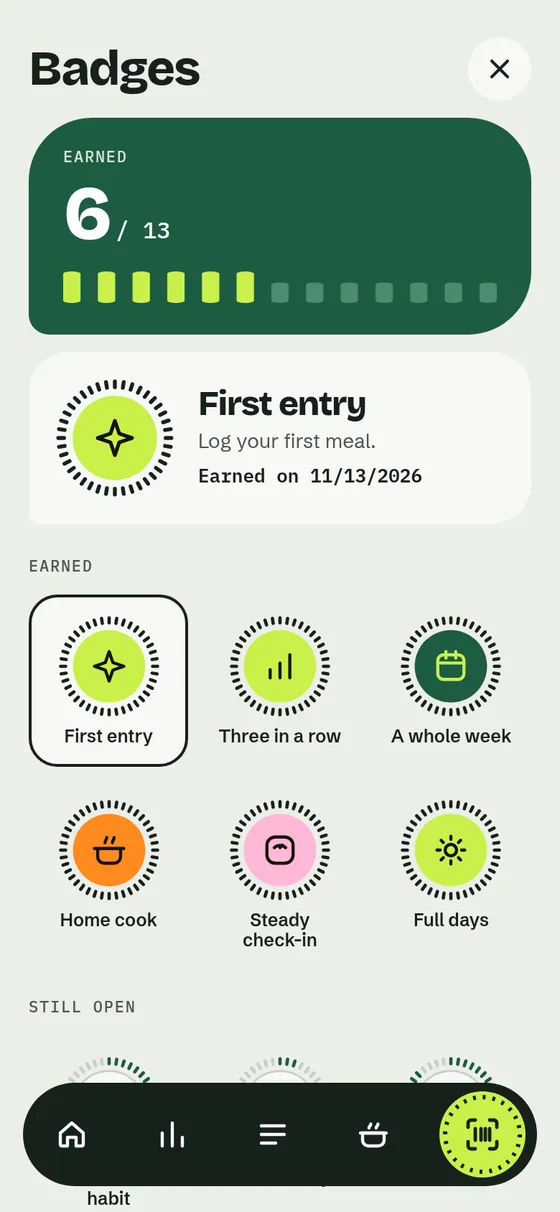 Badges
EARNED
6 / 13
First entry
Log your first meal.
Earned on 11/13/2026
EARNED
First entry
Three in a row
A whole week
Home cook
Steady
check-in
Full days
STILL OPEN
habit